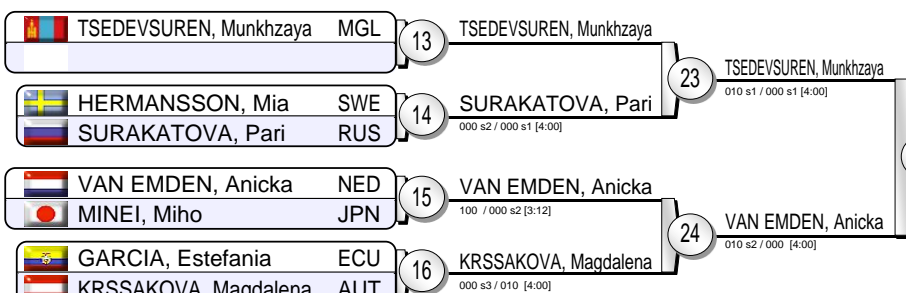 TSEDEVSUREN, Munkhzaya MGL
13
TSEDEVSUREN, Munkhzaya
23
TSEDEVSUREN, Munkhzaya
010 s1 / 000 s1 [4:00]
HERMANSSON, Mia SWE
SURAKATOVA, Pari RUS
14
SURAKATOVA, Pari
000 s2 / 000 s1 [4:00]
VAN EMDEN, Anicka NED
MINEI, Miho JPN
15
VAN EMDEN, Anicka
100 / 000 s2 [3:12]
24
VAN EMDEN, Anicka
010 s2 / 000 [4:00]
GARCIA, Estefania ECU
KRSSAKOVA, Magdalena AUT
16
KRSSAKOVA, Magdalena
000 s3 / 010 [4:00]